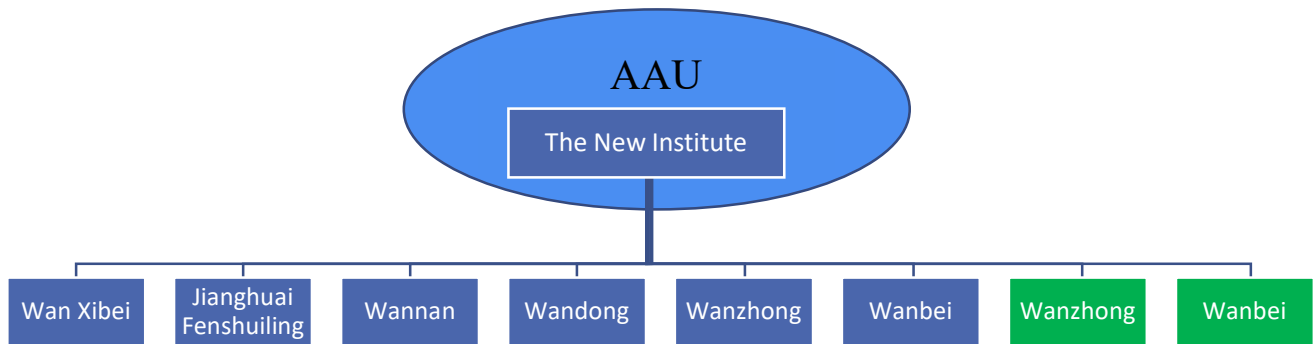 AAU
The New Institute
Wan Xibei
Jianghuai
Fenshuiling
Wannan
Wandong
Wanzhong
Wanbei
Wanzhong
Wanbei